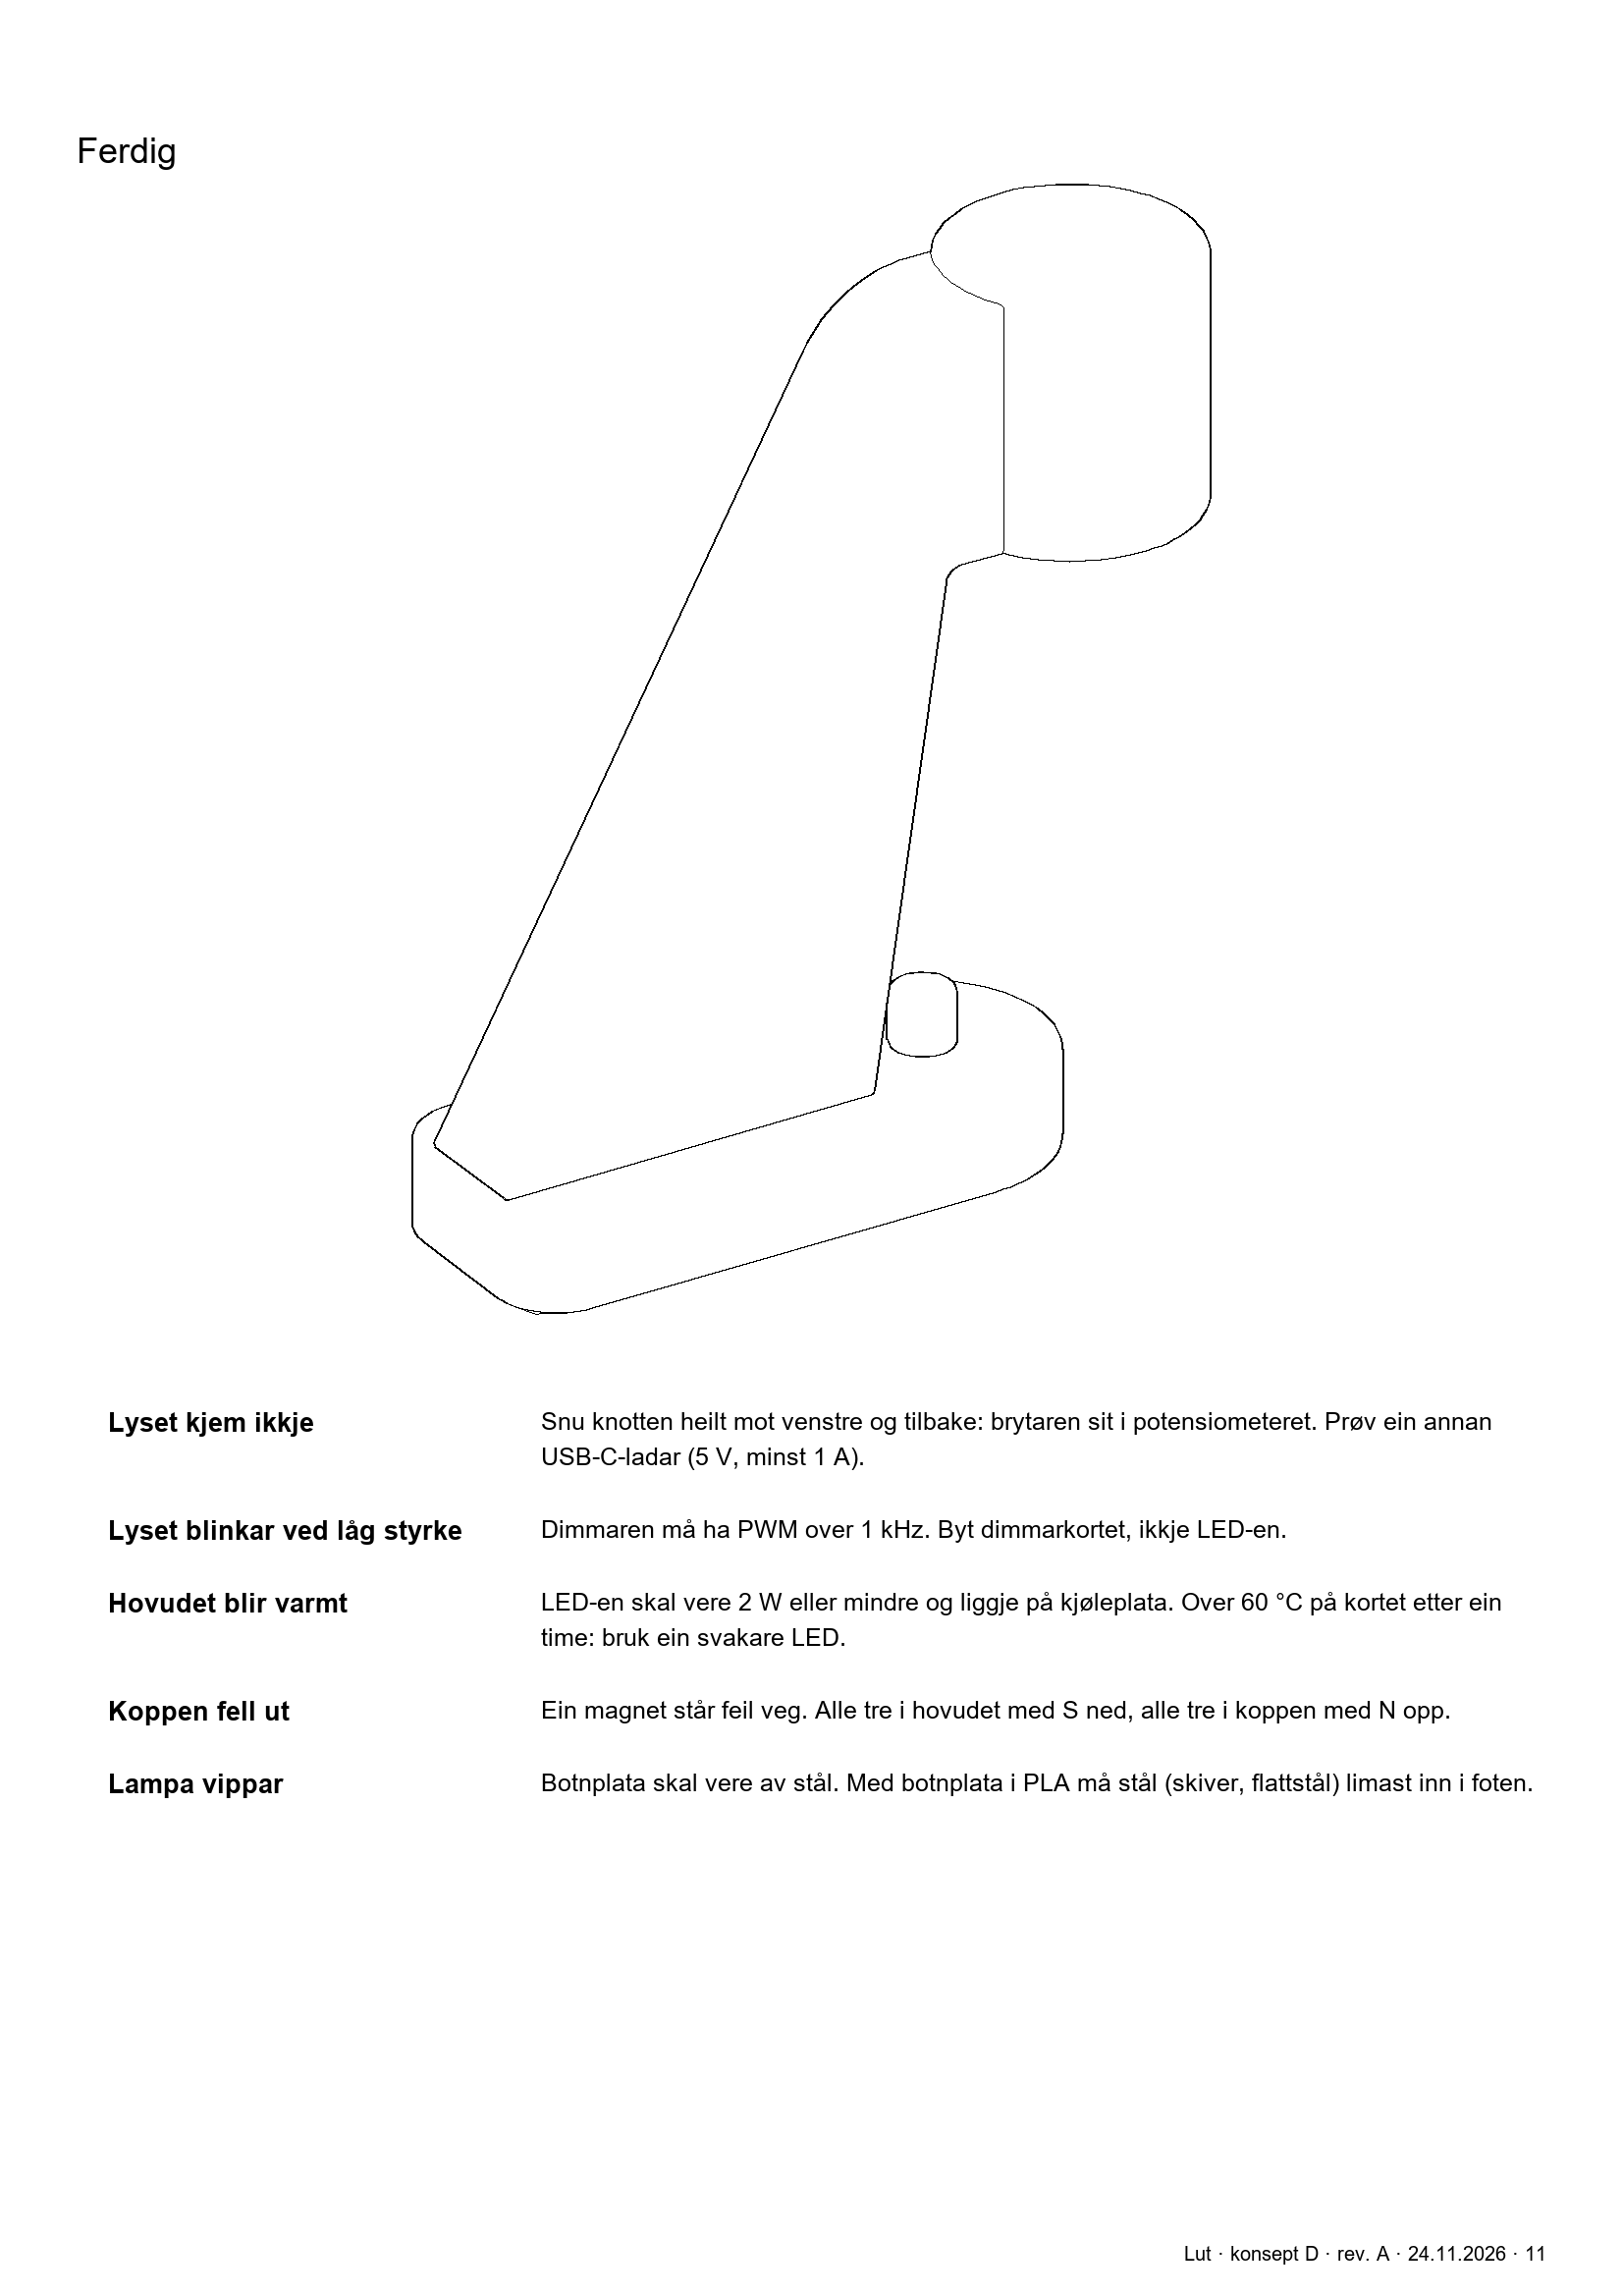 Ferdig
Lyset kjem ikkje
Snu knotten heilt mot venstre og tilbake: brytaren sit i potensiometeret. Prøv ein annan
USB-C-ladar (5 V, minst 1 A).
Lyset blinkar ved låg styrke
Dimmaren må ha PWM over 1 kHz. Byt dimmarkortet, ikkje LED-en.
Hovudet blir varmt
LED-en skal vere 2 W eller mindre og liggje på kjøleplata. Over 60 °C på kortet etter ein
time: bruk ein svakare LED.
Koppen fell ut
Ein magnet står feil veg. Alle tre i hovudet med S ned, alle tre i koppen med N opp.
Lampa vippar
Botnplata skal vere av stål. Med botnplata i PLA må stål (skiver, flattstål) limast inn i foten.
Lut · konsept D · rev. A · 24.11.2026 · 11